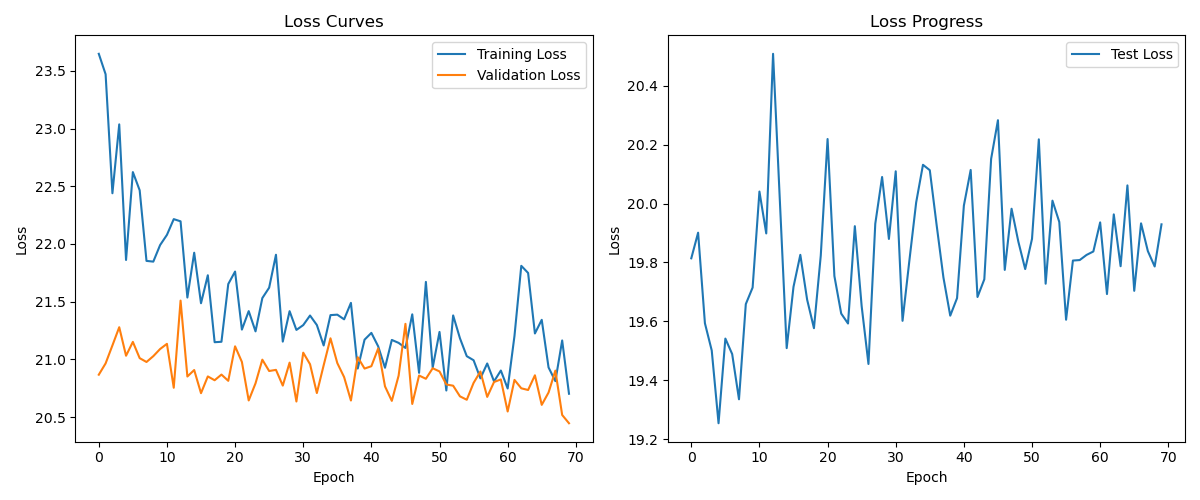 Loss Curves
Training Loss
Validation Loss
23.5
23.0
22.5
22.0
21.5
21.0
20.5
Loss
0 10 20 30 40 50 60 70
Epoch
Loss Progress
Test Loss
20.4
20.2
20.0
19.8
19.6
19.4
19.2
Loss
0 10 20 30 40 50 60 70
Epoch